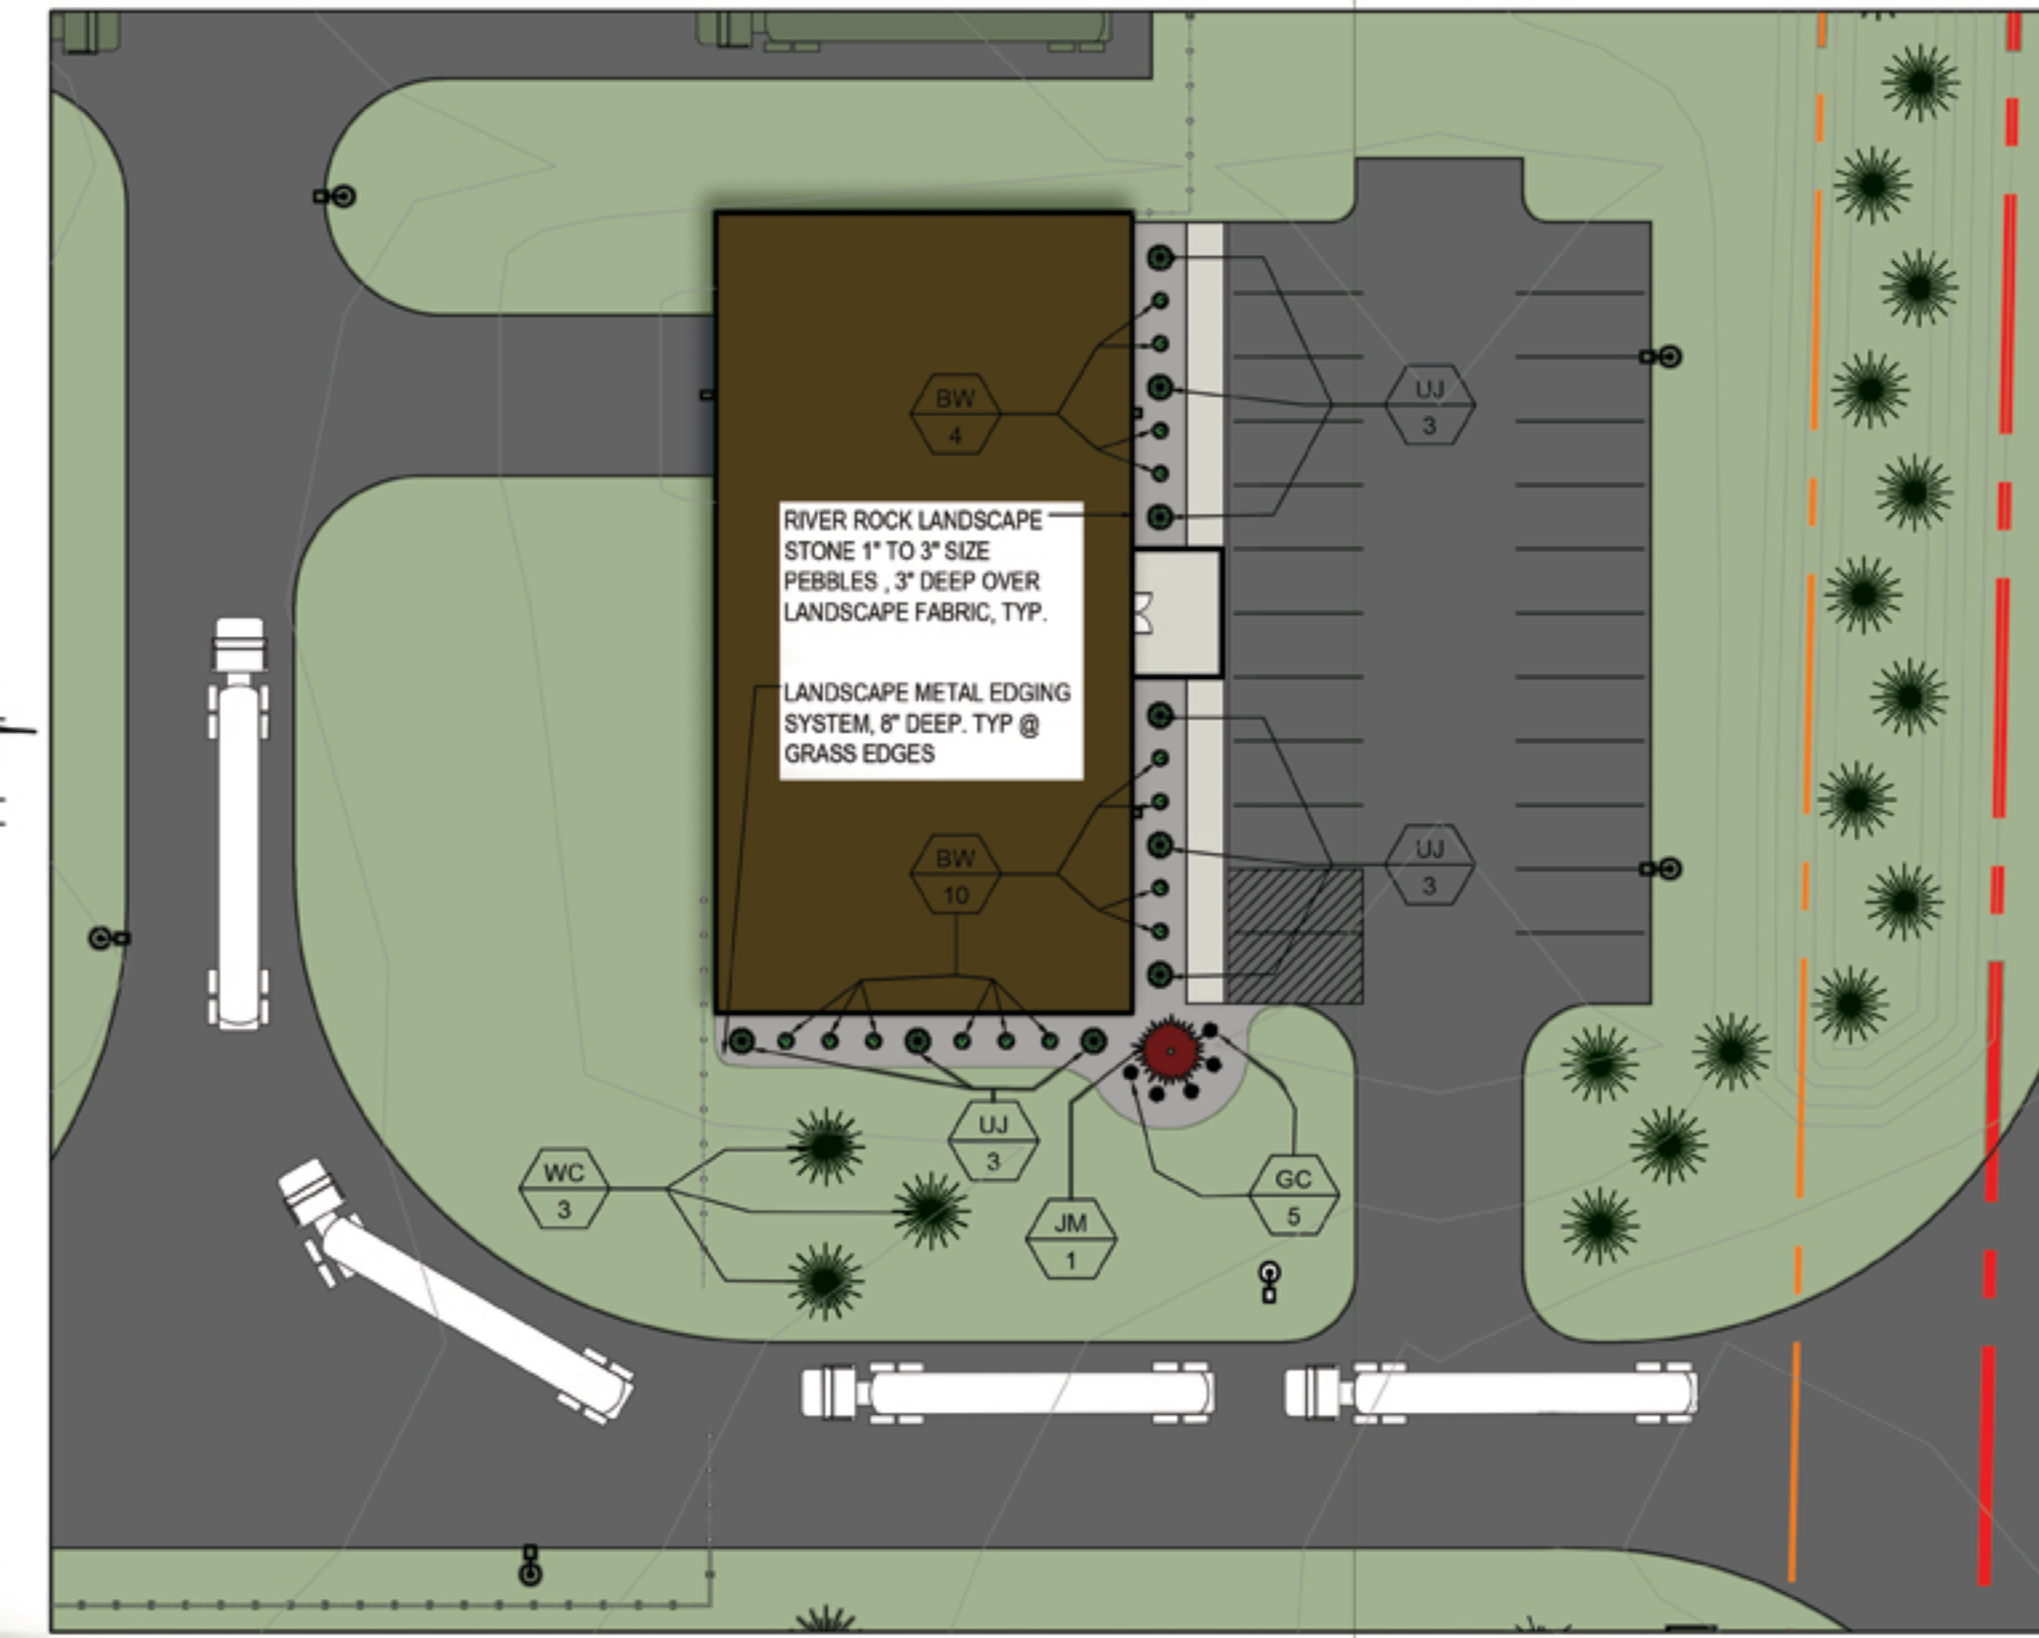 BW
4
UJ
3
RIVER ROCK LANDSCAPE
STONE 1" TO 3" SIZE
PEBBLES , 3" DEEP OVER
LANDSCAPE FABRIC, TYP.
LANDSCAPE METAL EDGING
SYSTEM, 8" DEEP. TYP @
GRASS EDGES
BW
10
UJ
3
UJ
3
WC
3
GC
5
JM
1